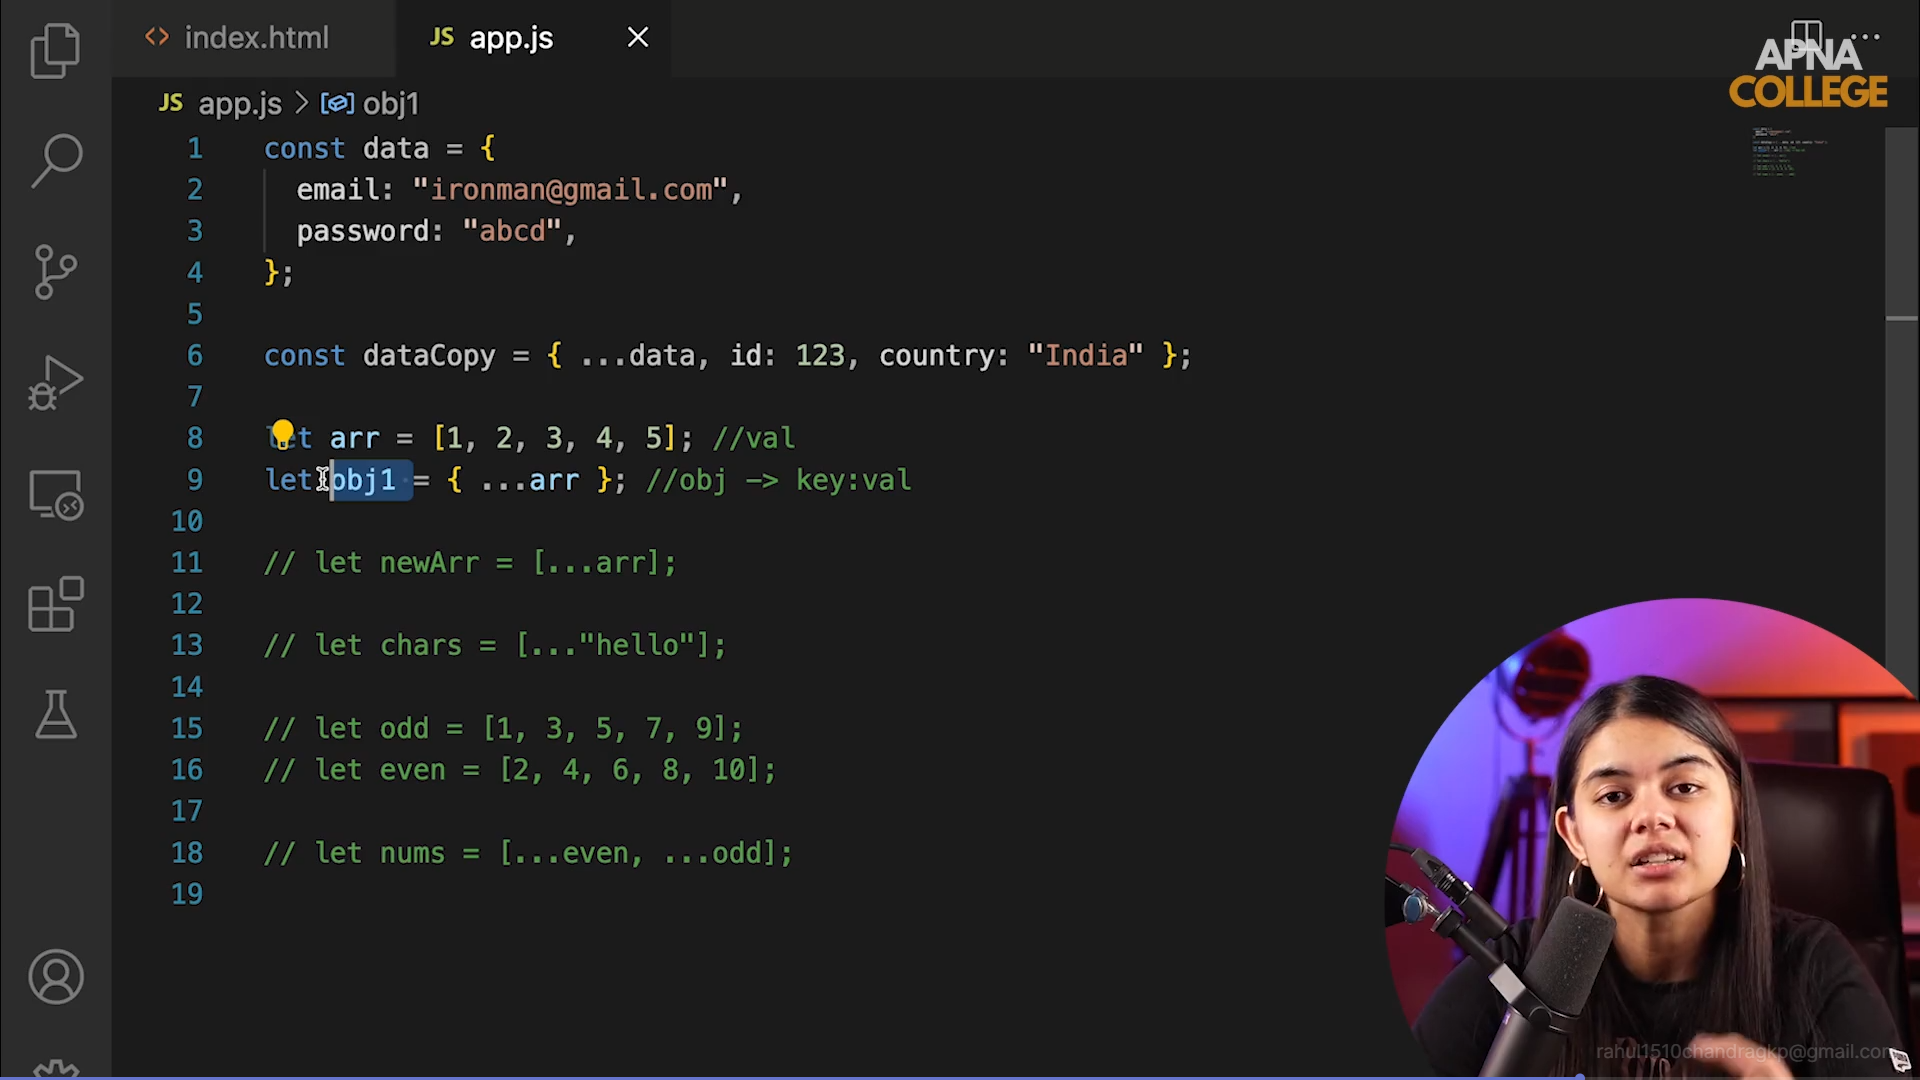 index.html
JS app.js
APNA
COLLEGE
JS app.js > obj1
1 const data = {
2 email: "ironman@gmail.com",
3 password: "abcd",
4 };
5
6 const dataCopy = { ...data, id: 123, country: "India" };
7
8 let arr = [1, 2, 3, 4, 5]; //val
9 let obj1 = { ...arr }; //obj -> key:val
10
11 // let newArr = [...arr];
12
13 // let chars = [..."hello"];
14
15 // let odd = [1, 3, 5, 7, 9];
16 // let even = [2, 4, 6, 8, 10];
17
18 // let nums = [...even, ...odd];
19
rahul1510chandragkp@gmail.com